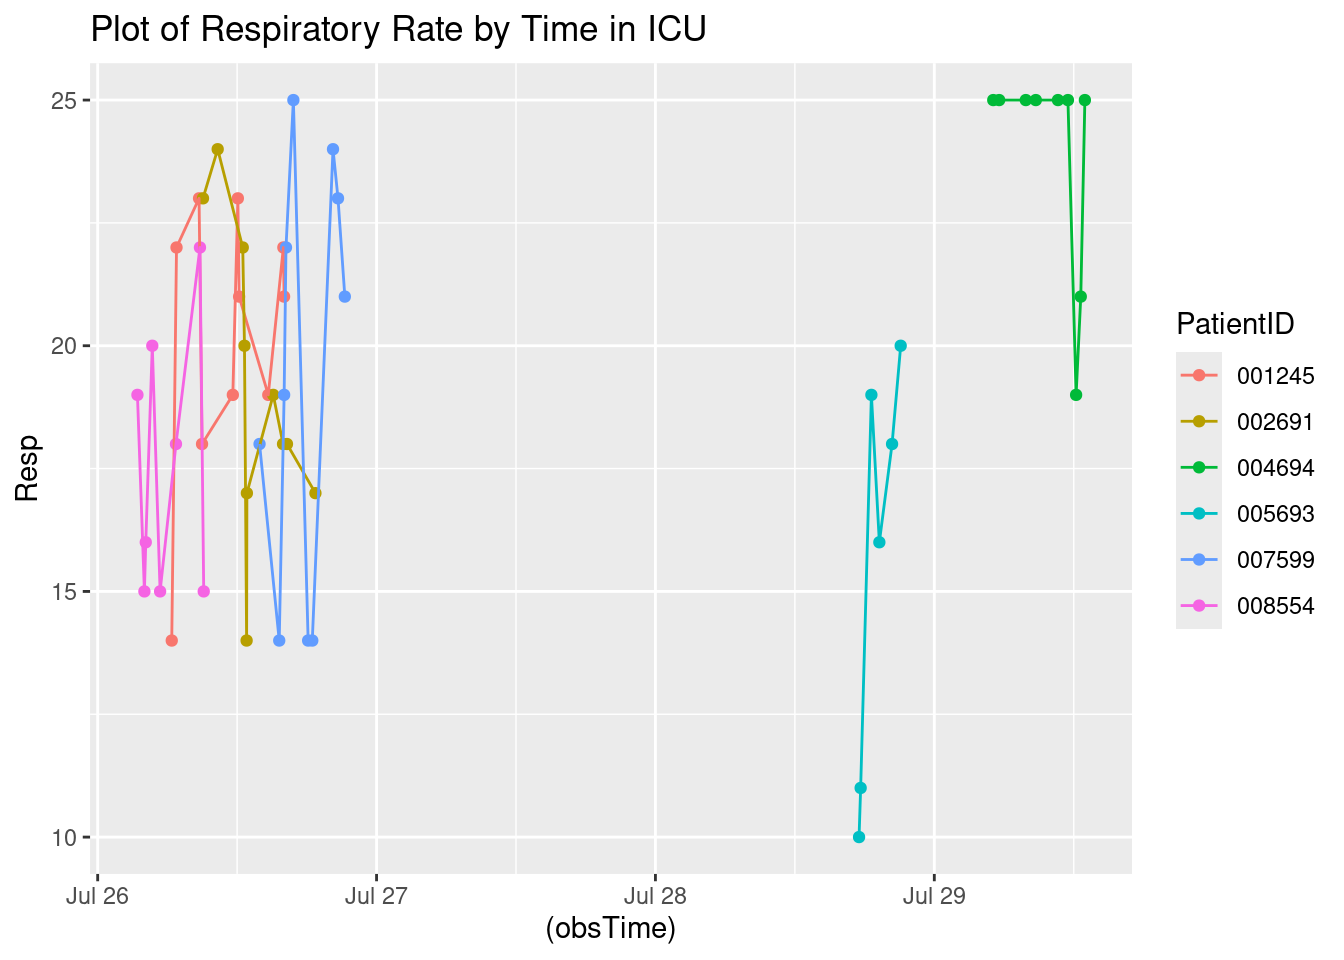 Plot of Respiratory Rate by Time in ICU
Resp
25
20
15
10
Jul 26 Jul 27 Jul 28 Jul 29
(obsTime)
PatientID
001245
002691
004694
005693
007599
008554